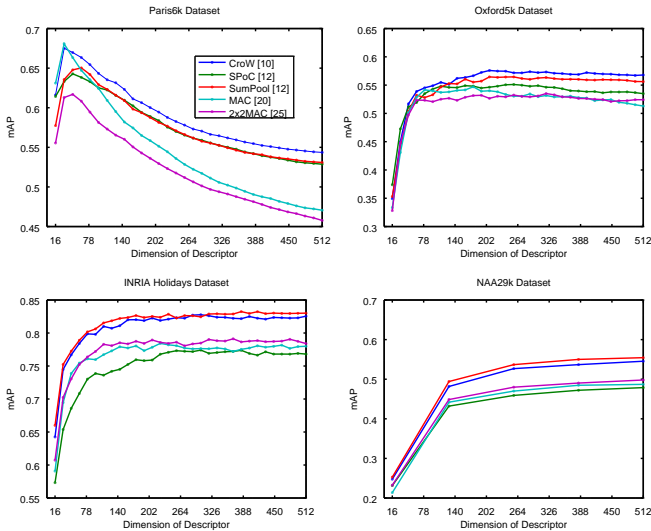 Paris6k Dataset
0.7
0.65
0.6
0.55
0.5
0.45
mAP
16 78 140 202 264 326 388 450 512
Dimension of Descriptor
CroW [10]
SPoC [12]
SumPool [12]
MAC [20]
2x2MAC [25]
Oxford5k Dataset
0.65
0.6
0.55
0.5
0.45
0.4
0.35
0.3
mAP
16 78 140 202 264 326 388 450 512
Dimension of Descriptor
INRIA Holidays Dataset
0.85
0.8
0.75
0.7
0.65
0.6
0.55
mAP
16 78 140 202 264 326 388 450 512
Dimension of Descriptor
NAA29k Dataset
0.7
0.6
0.5
0.4
0.3
0.2
mAP
16 78 140 202 264 326 388 450 512
Dimension of Descriptor